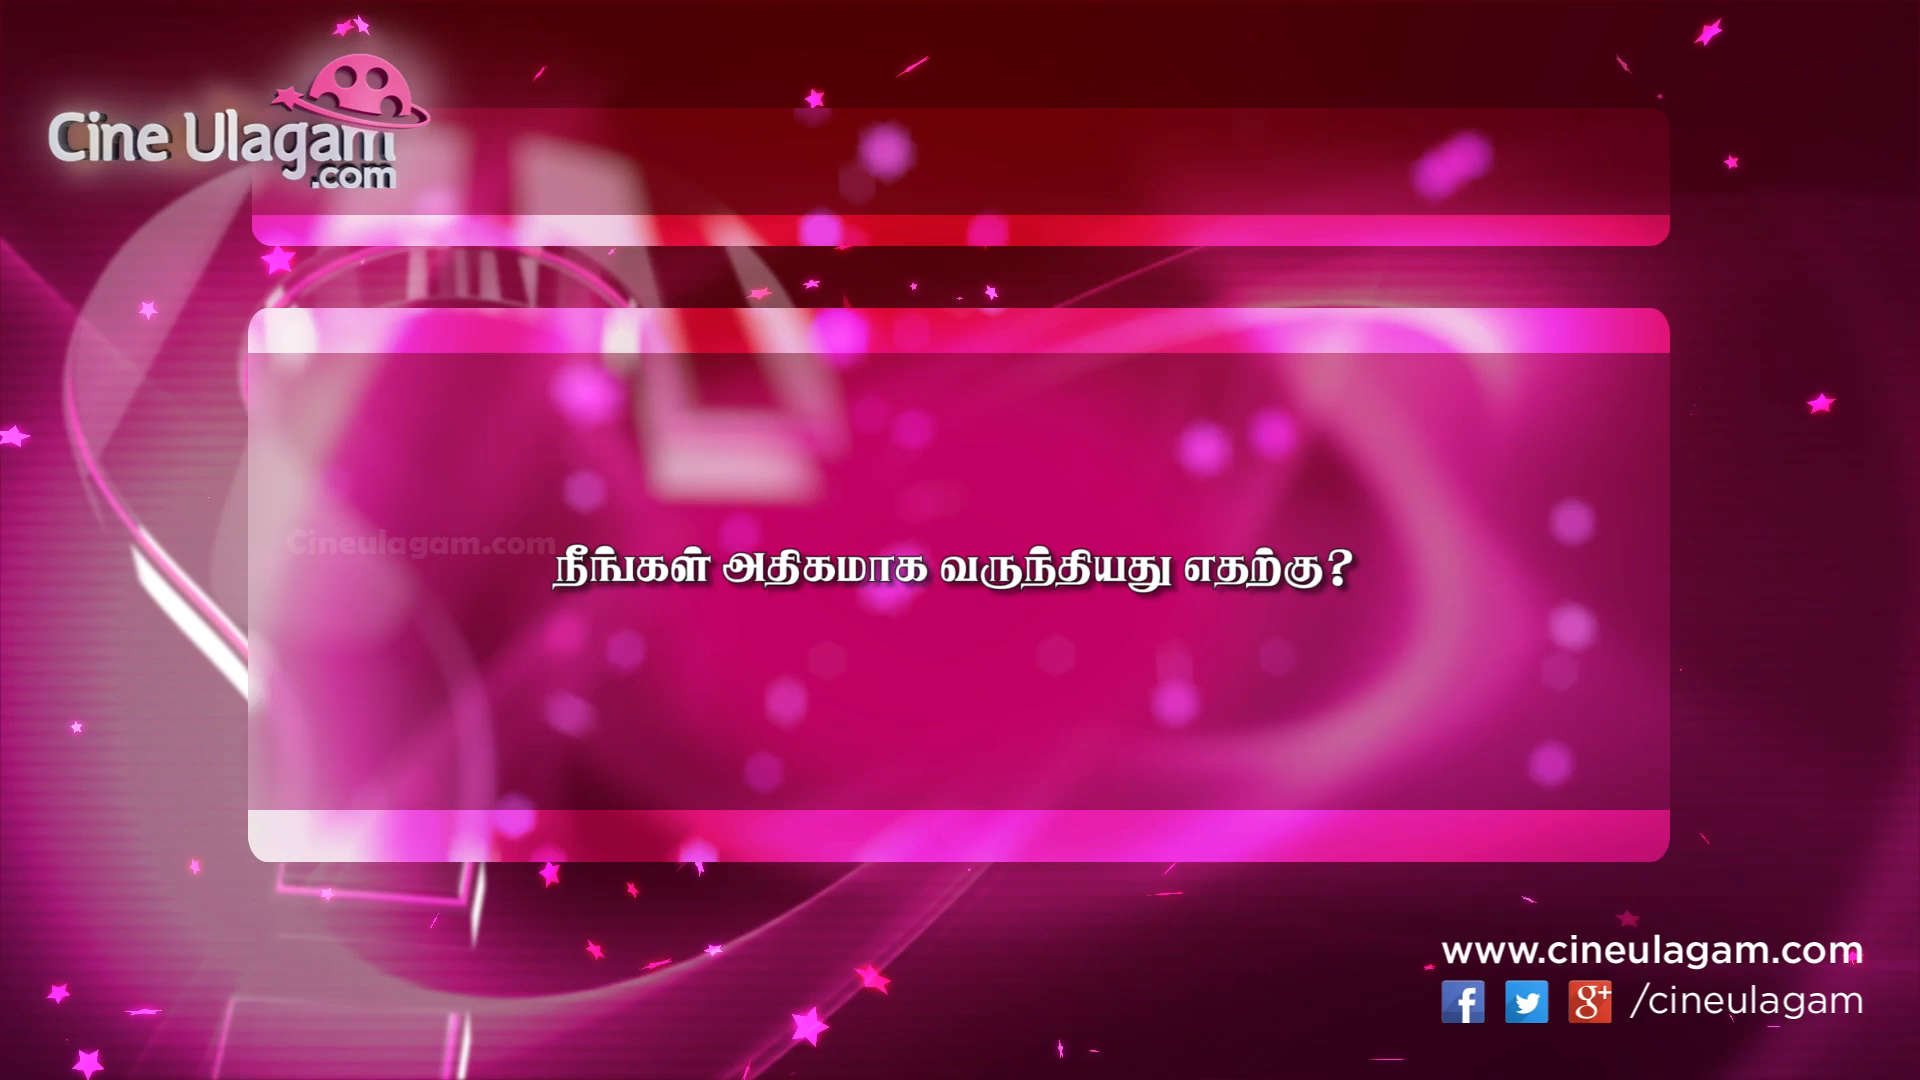 Cine Ulagam
.com
Cineulagam.com
நீங்கள் அதிகமாக வருந்தியது எதற்கு?
www.cineulagam.com
f g+ /cineulagam